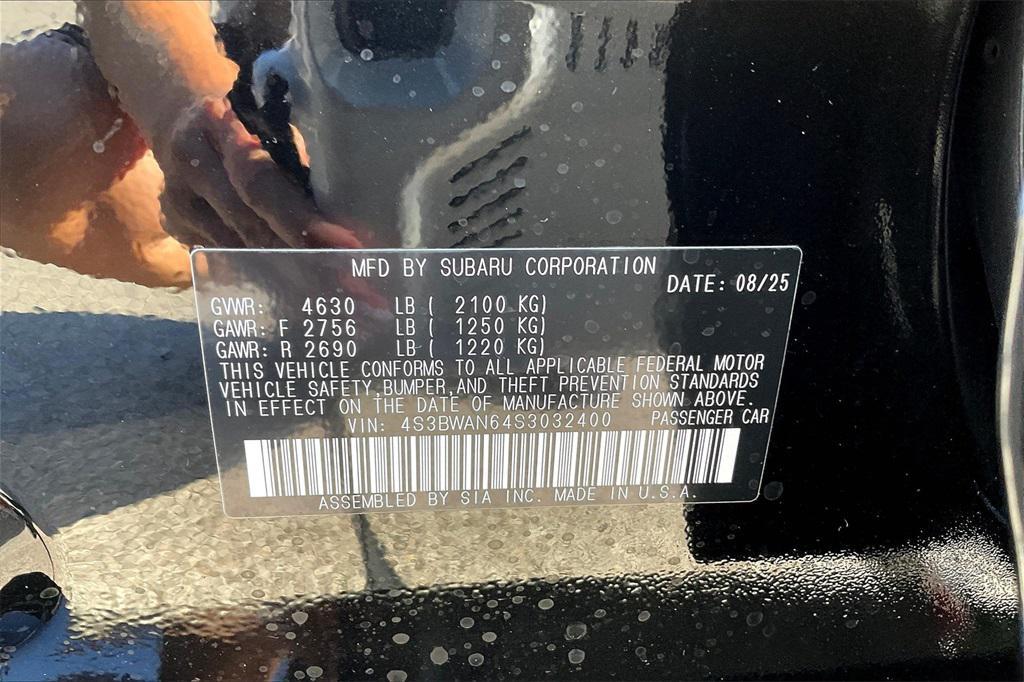 MFD BY SUBARU CORPORATION
DATE: 08/25
GVWR: 4630 LB ( 2100 KG)
GAWR: F 2756 LB ( 1250 KG)
GAWR: R 2690 LB ( 1220 KG)
THIS VEHICLE CONFORMS TO ALL APPLICABLE FEDERAL MOTOR
VEHICLE SAFETY,BUMPER,AND THEFT PREVENTION STANDARDS
IN EFFECT ON THE DATE OF MANUFACTURE SHOWN ABOVE.
VIN: 4S3BWAN64S3032400 PASSENGER CAR
ASSEMBLED BY SIA INC. MADE IN U.S.A.